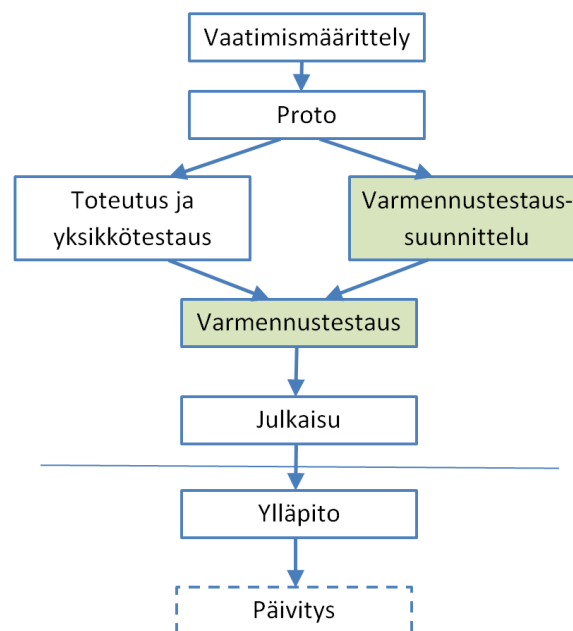 Vaatimismäärittely
Proto
Toteutus ja
yksikkötestaus
Varmennustestaus-
suunnittelu
Varmennustestaus
Julkaisu
Ylläpito
Päivitys